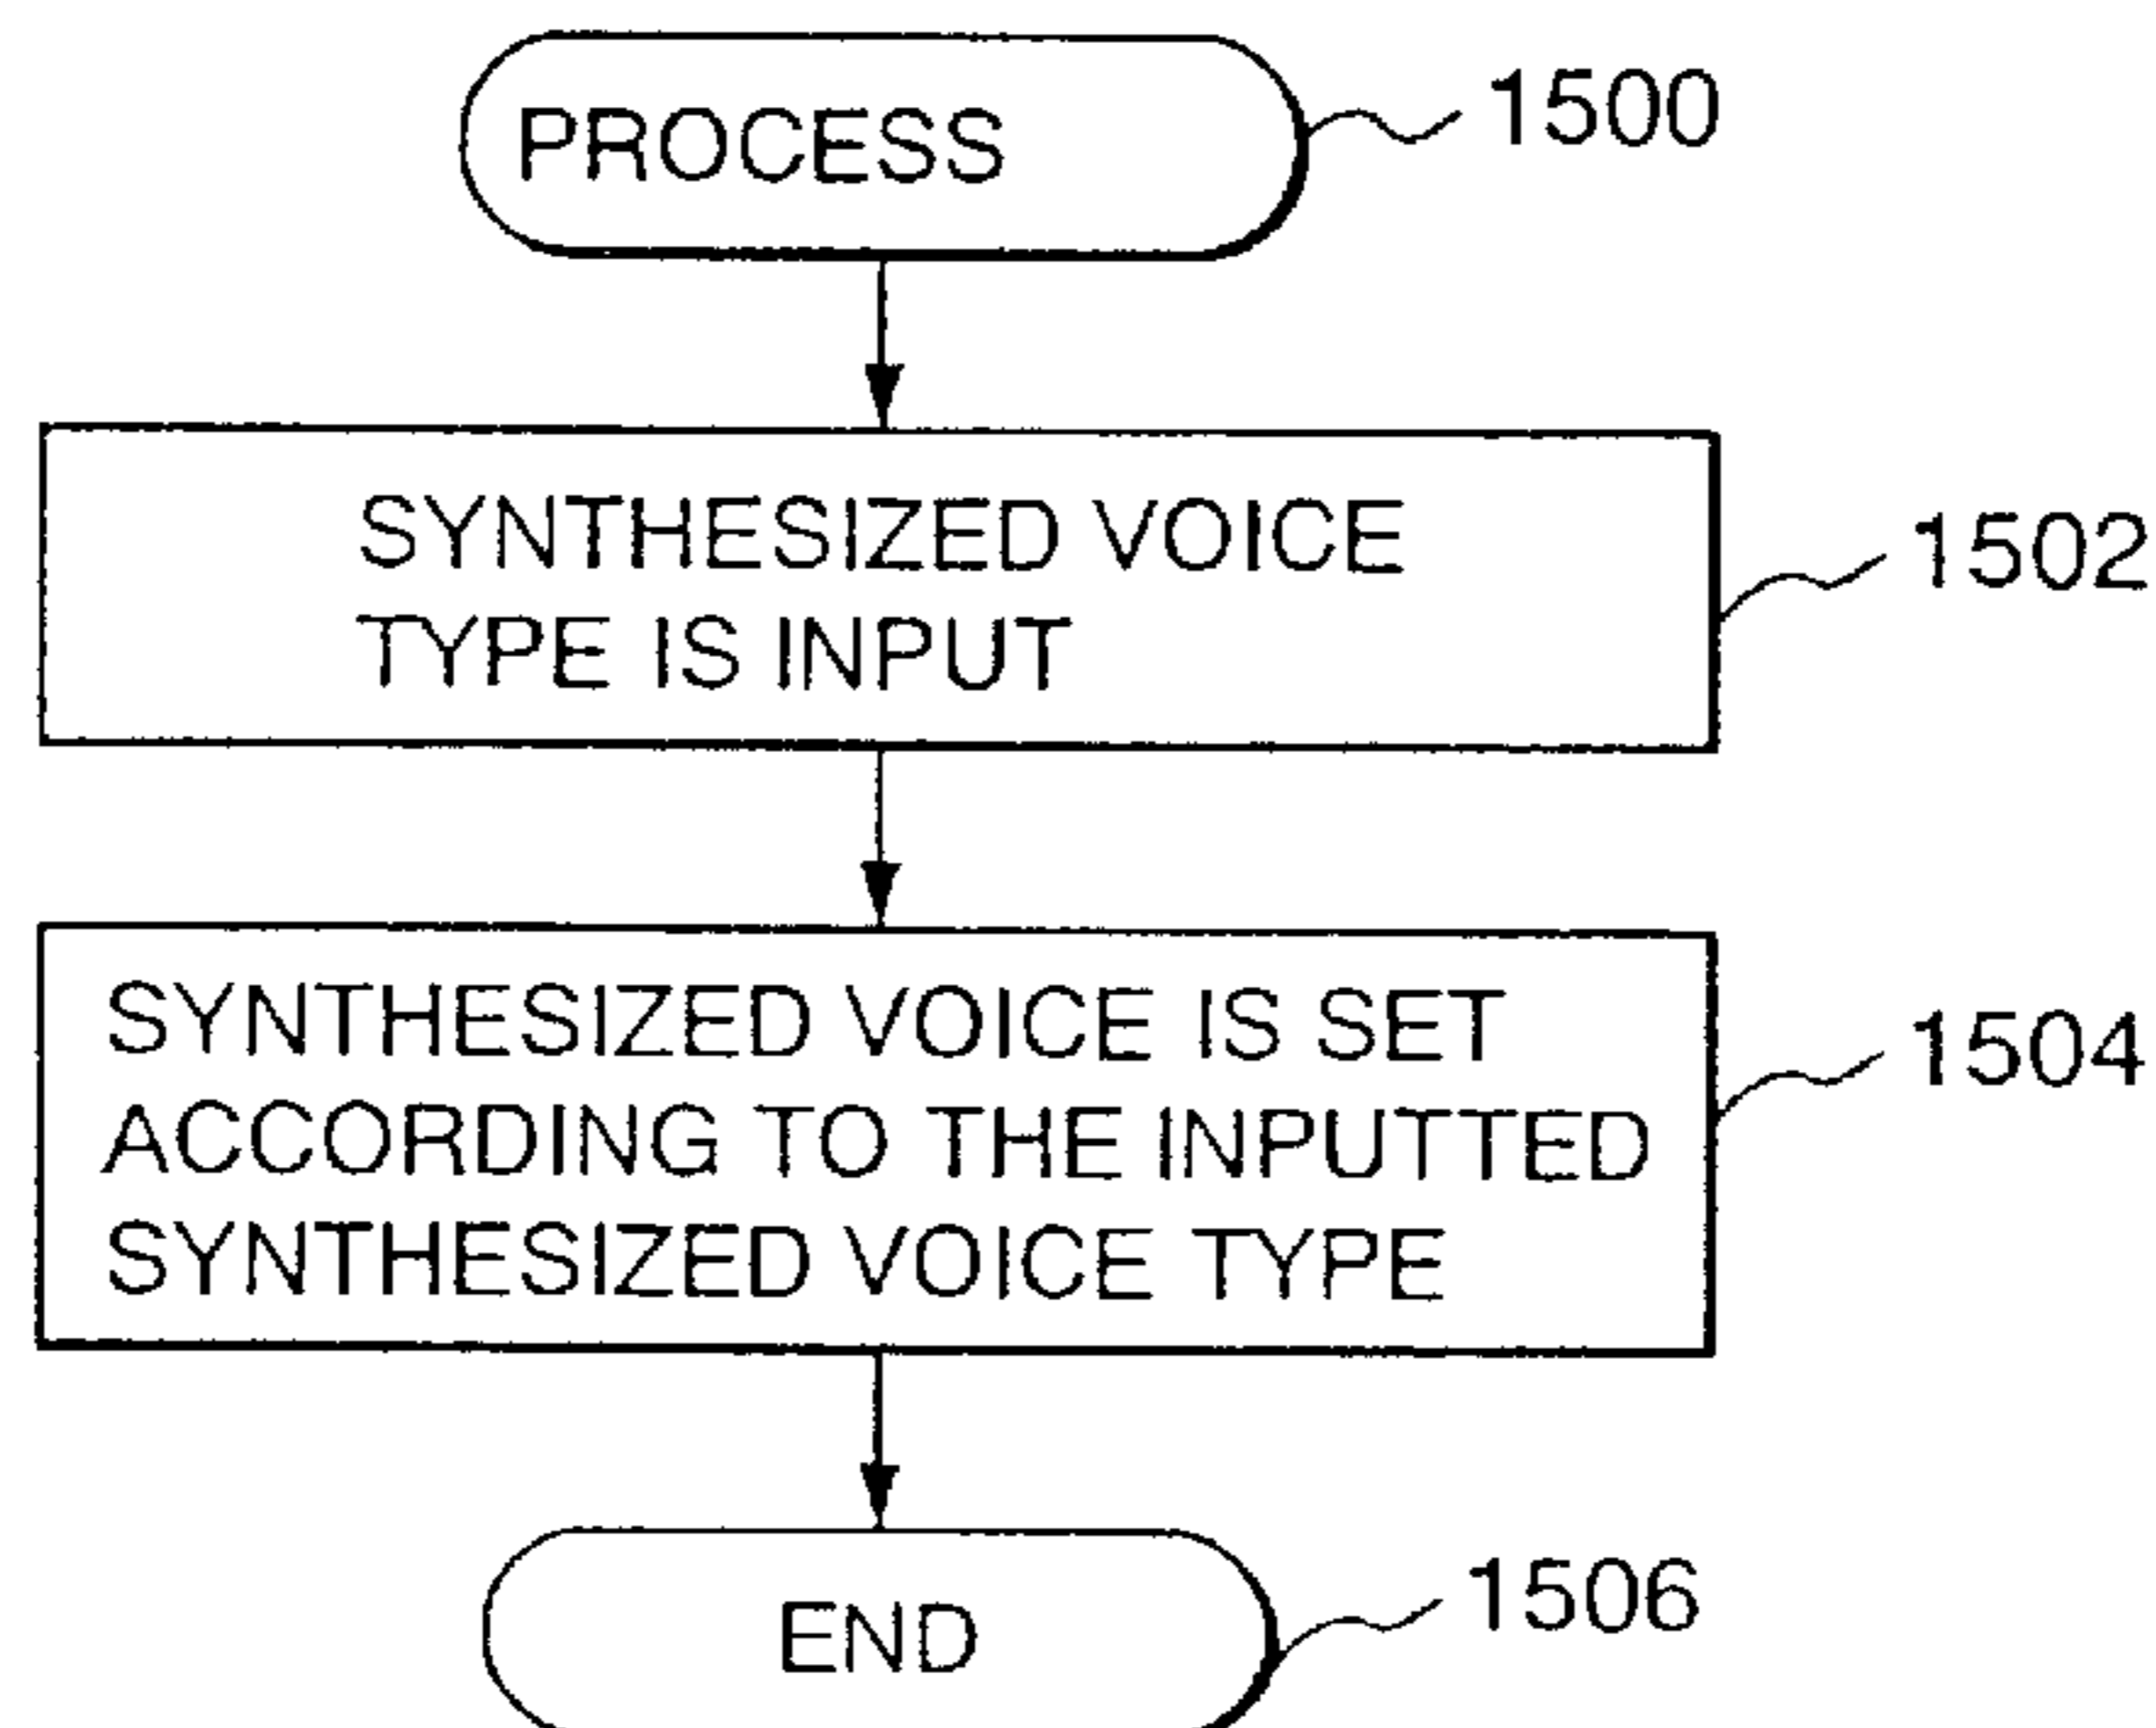 PROCESS
1500
SYNTHESIZED VOICE
TYPE IS INPUT
1502
SYNTHESIZED VOICE IS SET
ACCORDING TO THE INPUTTED
SYNTHESIZED VOICE TYPE
1504
END
1506